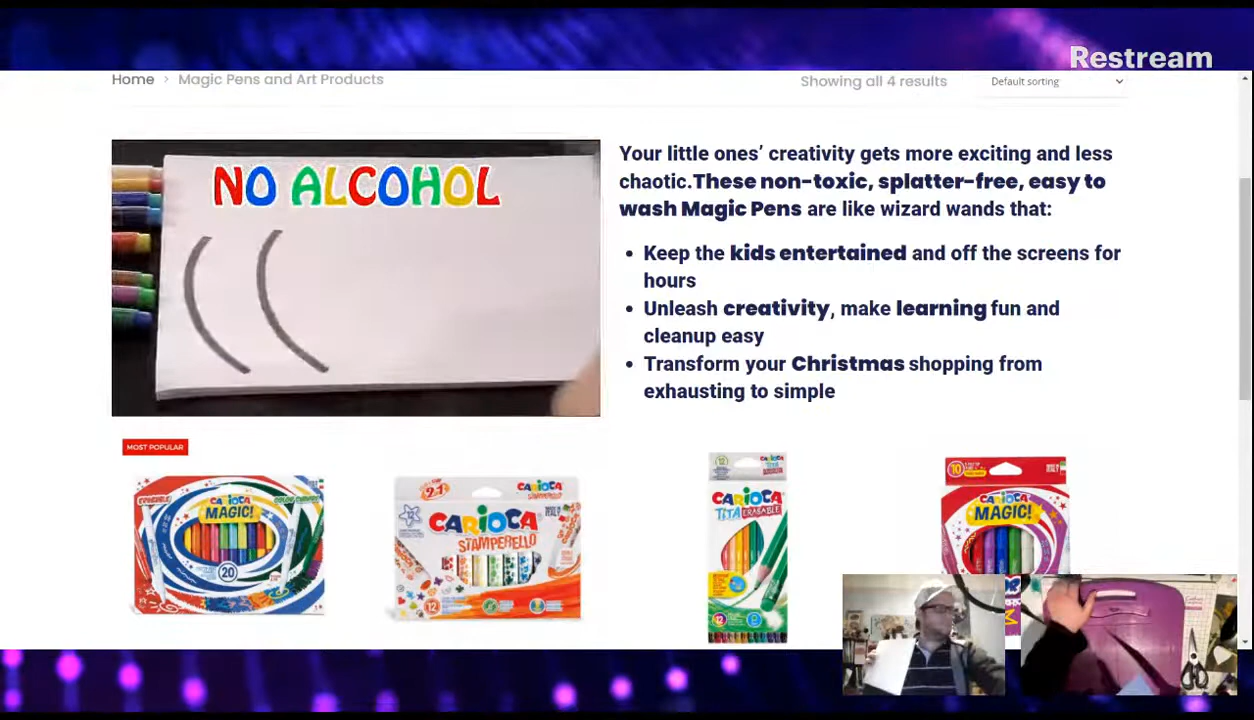 Restream
Home > Magic Pens and Art Products
Showing all 4 results
Default sorting
NO ALCOHOL
Your little ones’ creativity gets more exciting and less
chaotic.These non-toxic, splatter-free, easy to
wash Magic Pens are like wizard wands that:
• Keep the kids entertained and off the screens for
hours
• Unleash creativity, make learning fun and
cleanup easy
• Transform your Christmas shopping from
exhausting to simple
MOST POPULAR
CARIOCA
MAGIC!
20
2in1
CARIOCA
STAMPERELLO
CARIOCA
STAMPERELLO
12
12
CARIOCA
TITA ERASABLE
12
10
CARIOCA
MAGIC!